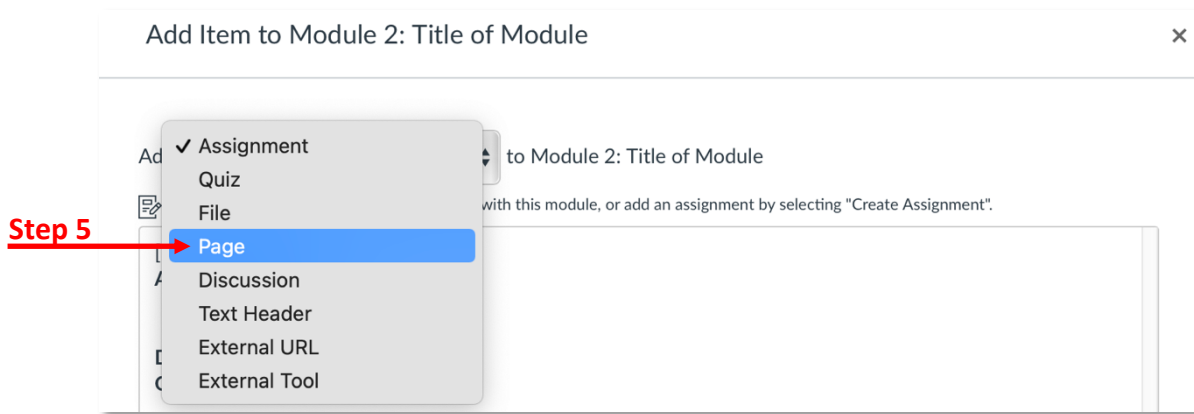 Add Item to Module 2: Title of Module
×
Ad
✓ Assignment
to Module 2: Title of Module
Quiz
with this module, or add an assignment by selecting "Create Assignment".
File
Step 5
Page
Discussion
Text Header
External URL
External Tool